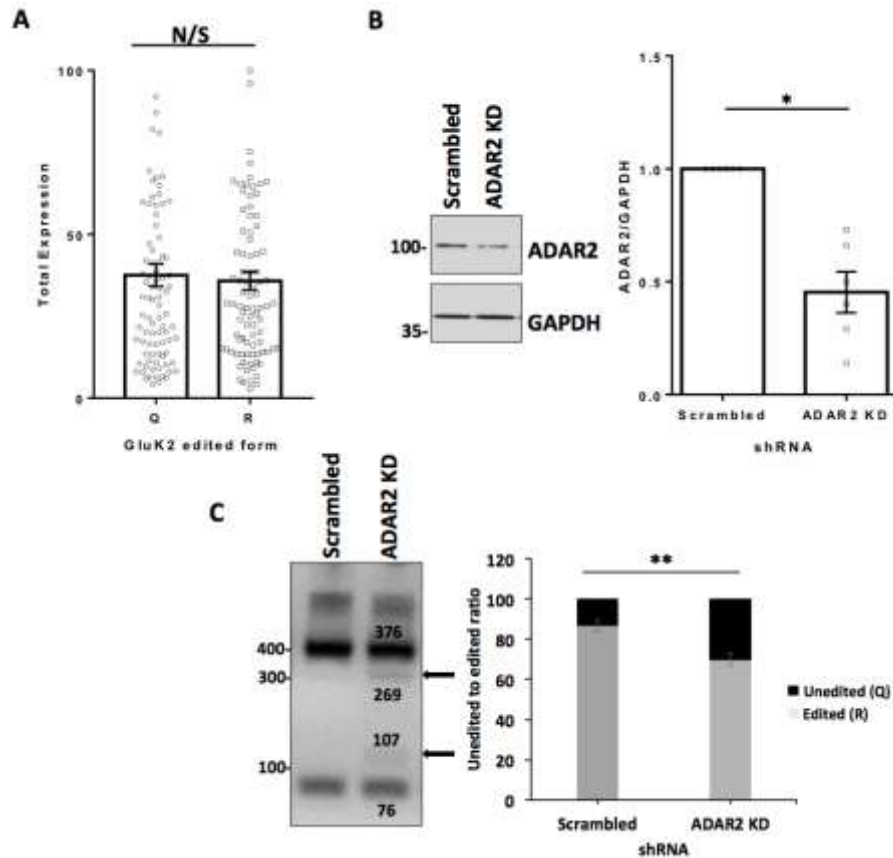 A
N/S
100
50
0
Total Expression
Q
R
GluK2 edited form
B
Scrambled
ADAR2 KD
100-
ADAR2
35-
GAPDH
1.5
1.0
0.5
0.0
ADAR2/GAPDH
*
Scrambled
ADAR2 KD
shRNA
C
Scrambled
ADAR2 KD
400-
300-
100-
376
269
107
76
120
100
80
60
40
20
0
Unedited to edited ratio
**
Unedited (Q)
Edited (R)
Scrambled
ADAR2 KD
shRNA